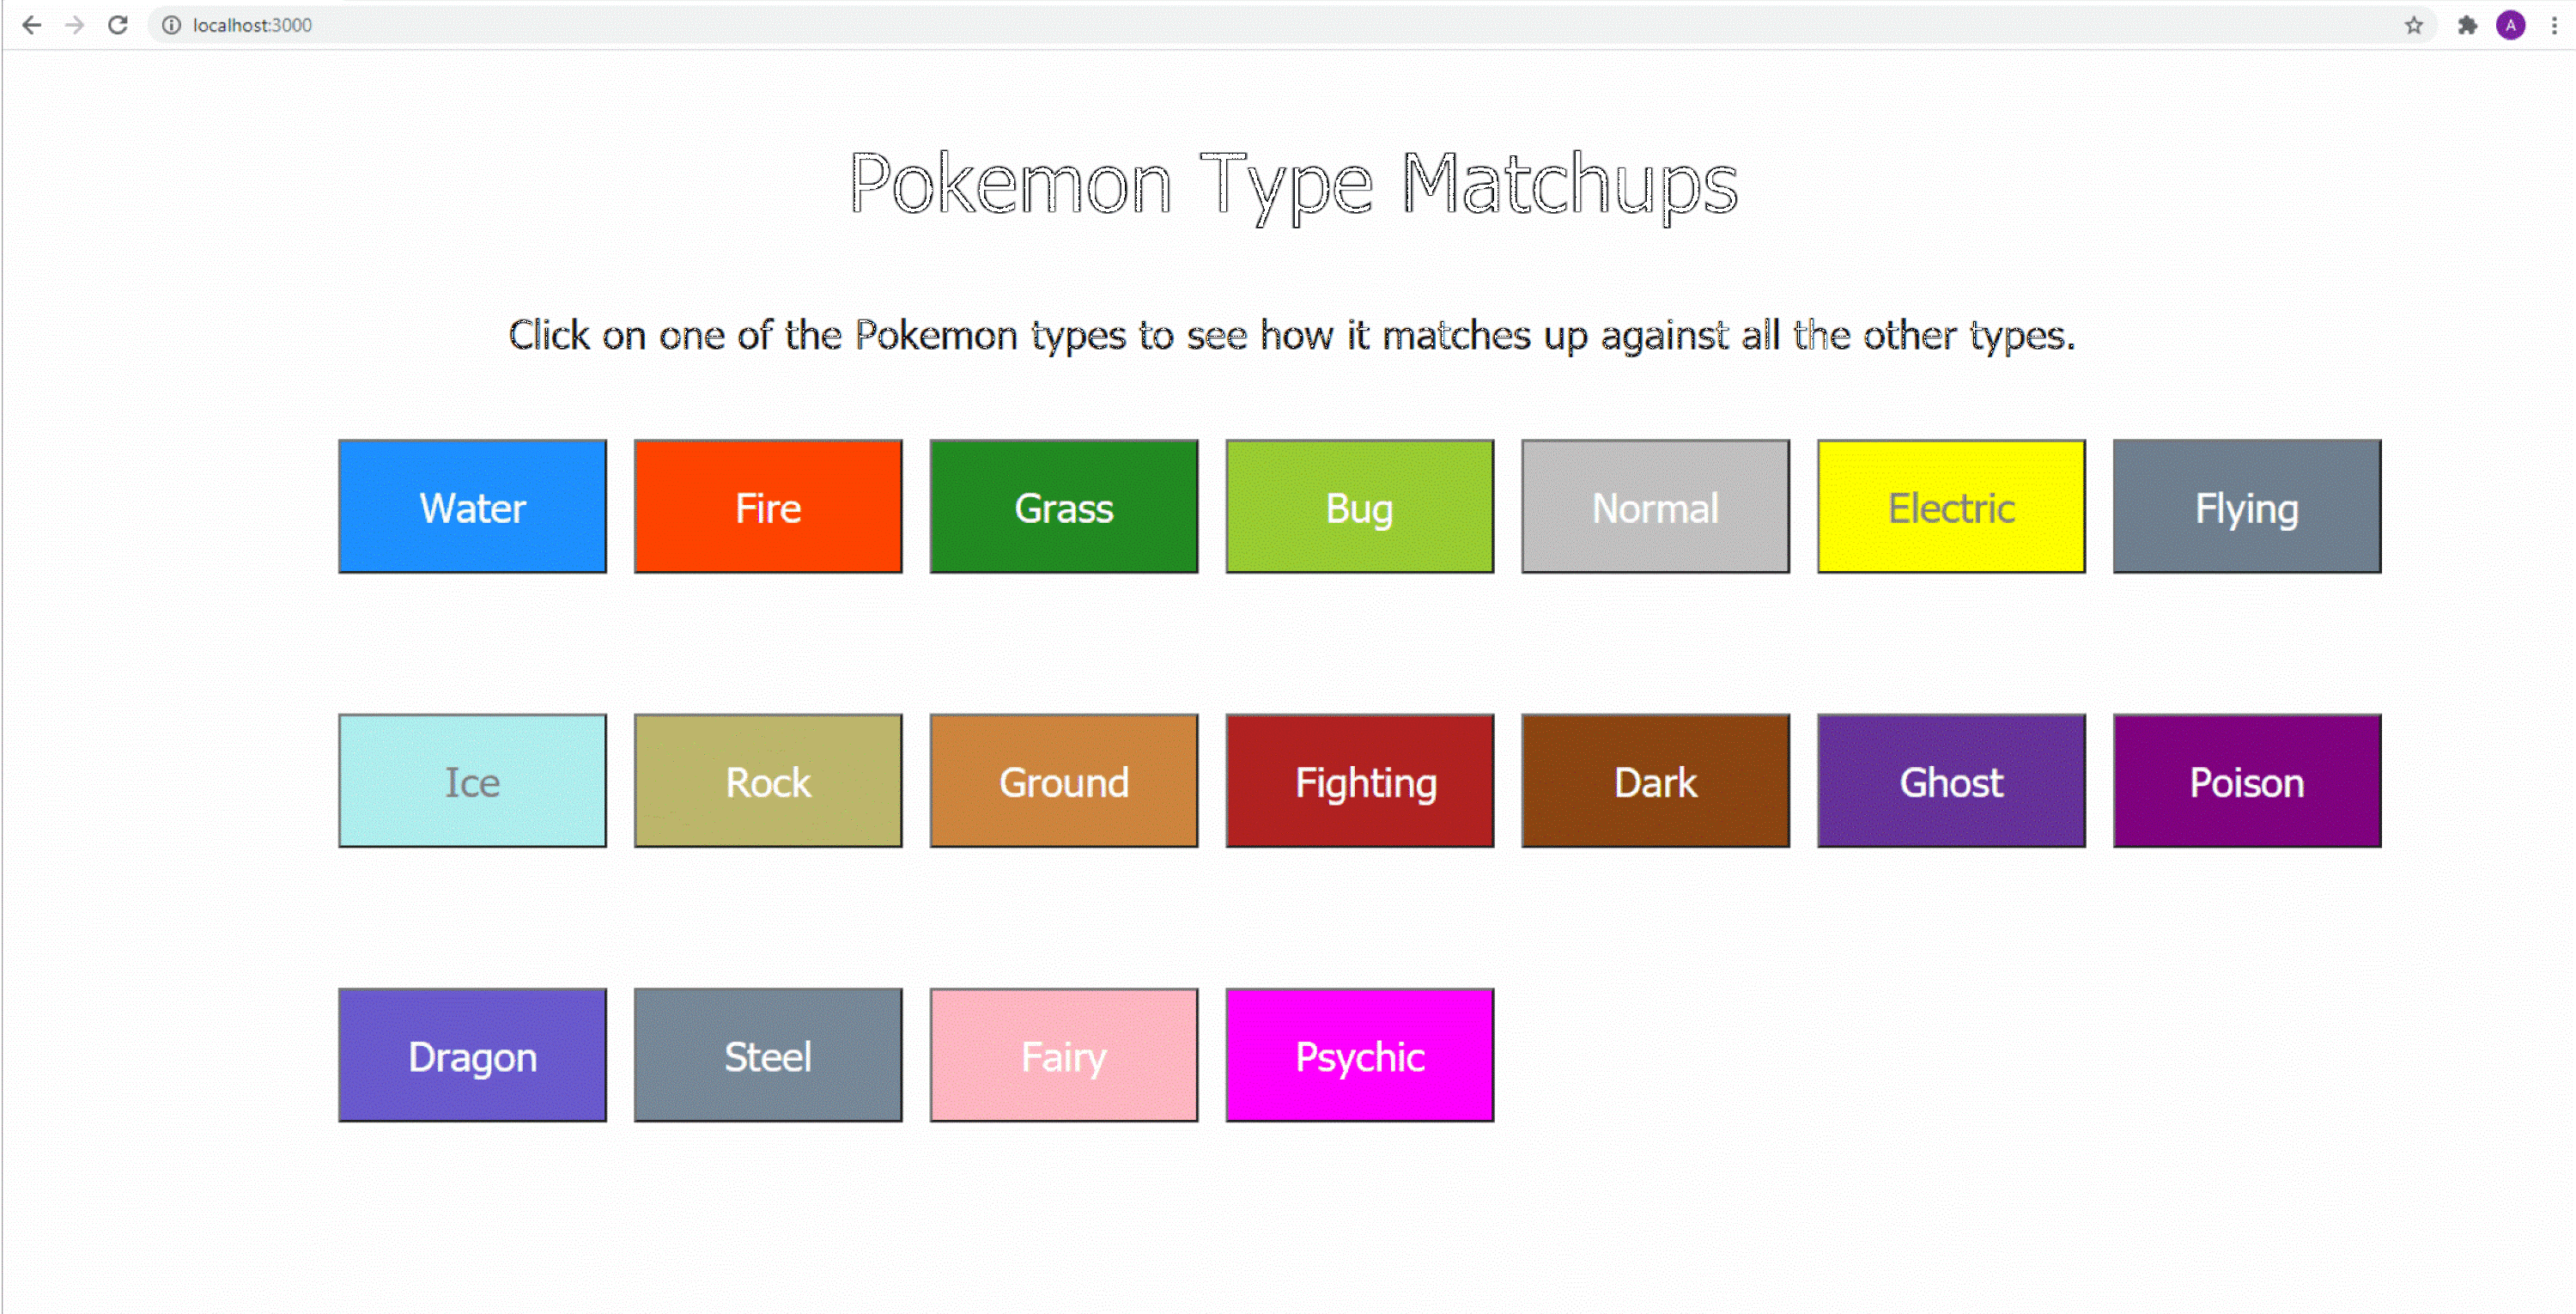 localhost:3000
A
Pokemon Type Matchups
Click on one of the Pokemon types to see how it matches up against all the other types.
Water Fire Grass Bug Normal Electric Flying
Ice Rock Ground Fighting Dark Ghost Poison
Dragon Steel Fairy Psychic